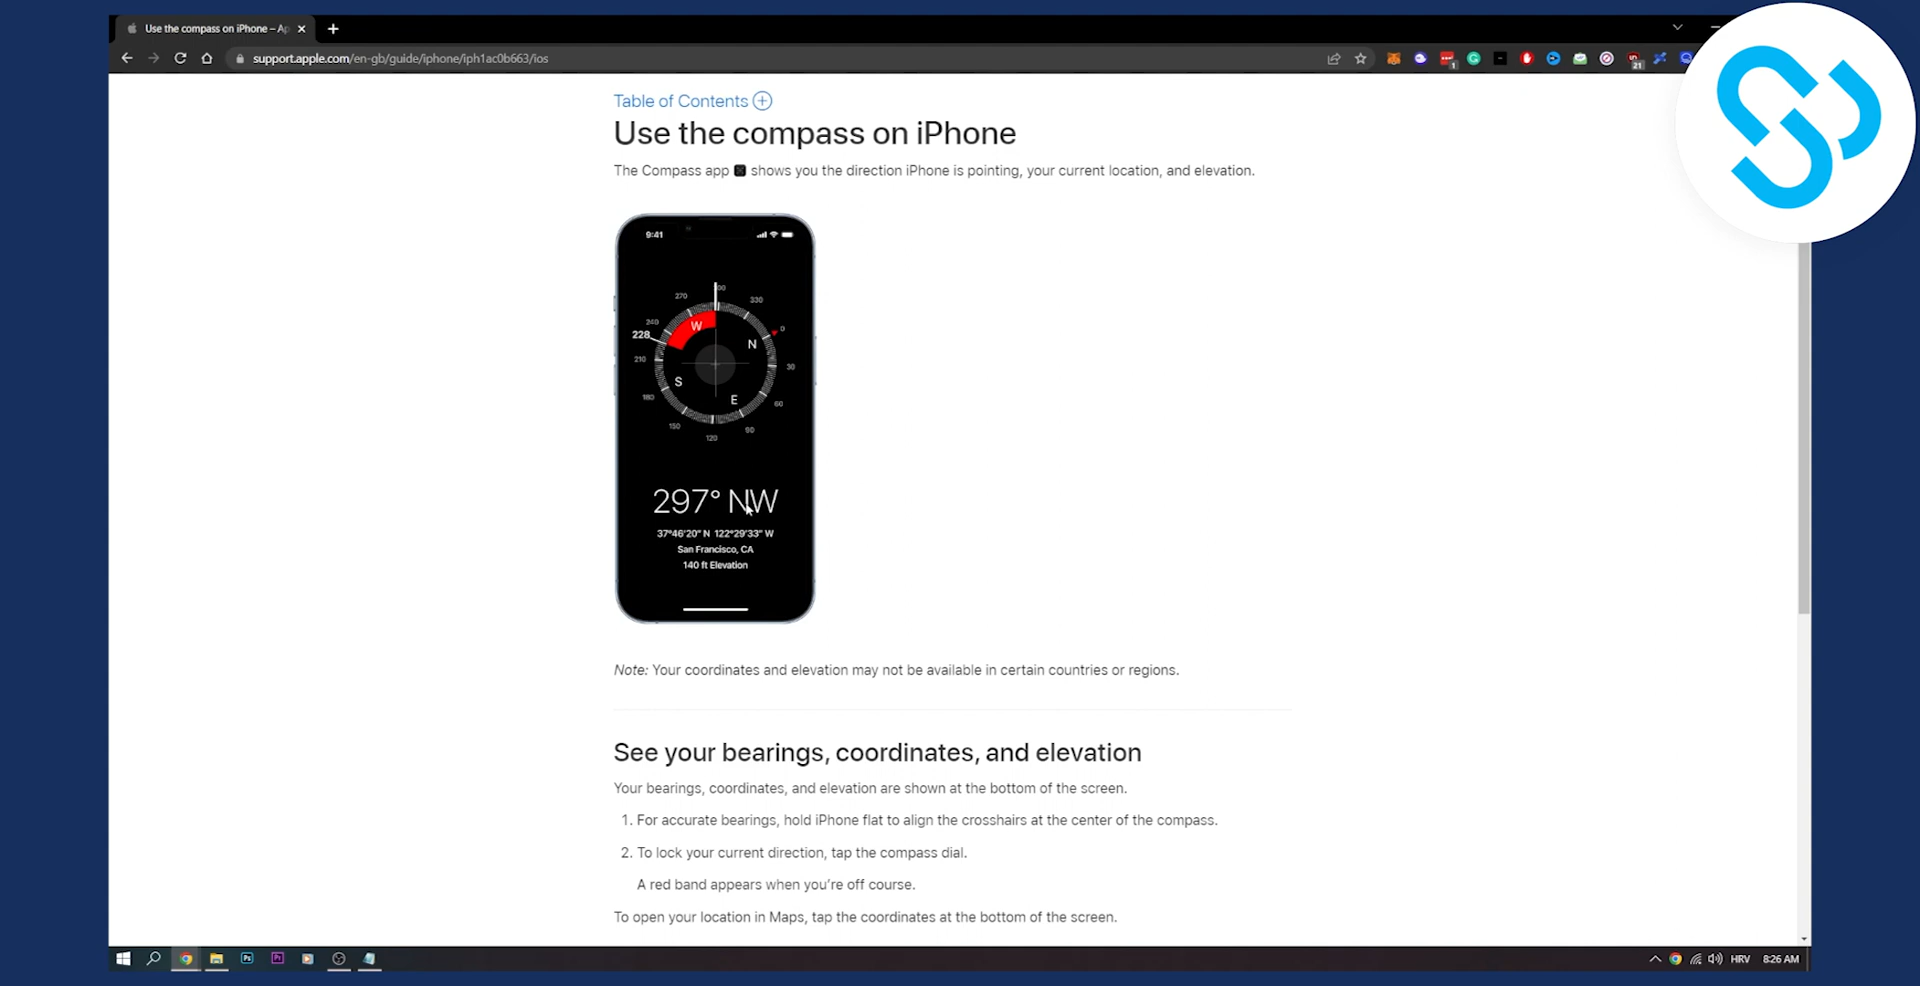 Use the compass on iPhone – Ap
support.apple.com/en-gb/guide/iphone/iph1ac0b663/ios
1
21
Table of Contents
Use the compass on iPhone
The Compass app shows you the direction iPhone is pointing, your current location, and elevation.
9:41
270
330
240
0
228
W
N
210
30
S
180
E
60
150
90
120
297° NW
37°46'20" N 122°29'33" W
San Francisco, CA
140 ft Elevation
Note: Your coordinates and elevation may not be available in certain countries or regions.
See your bearings, coordinates, and elevation
Your bearings, coordinates, and elevation are shown at the bottom of the screen.
1. For accurate bearings, hold iPhone flat to align the crosshairs at the center of the compass.
2. To lock your current direction, tap the compass dial.
A red band appears when you're off course.
To open your location in Maps, tap the coordinates at the bottom of the screen.
Ps
Pr
HRV
8:26 AM